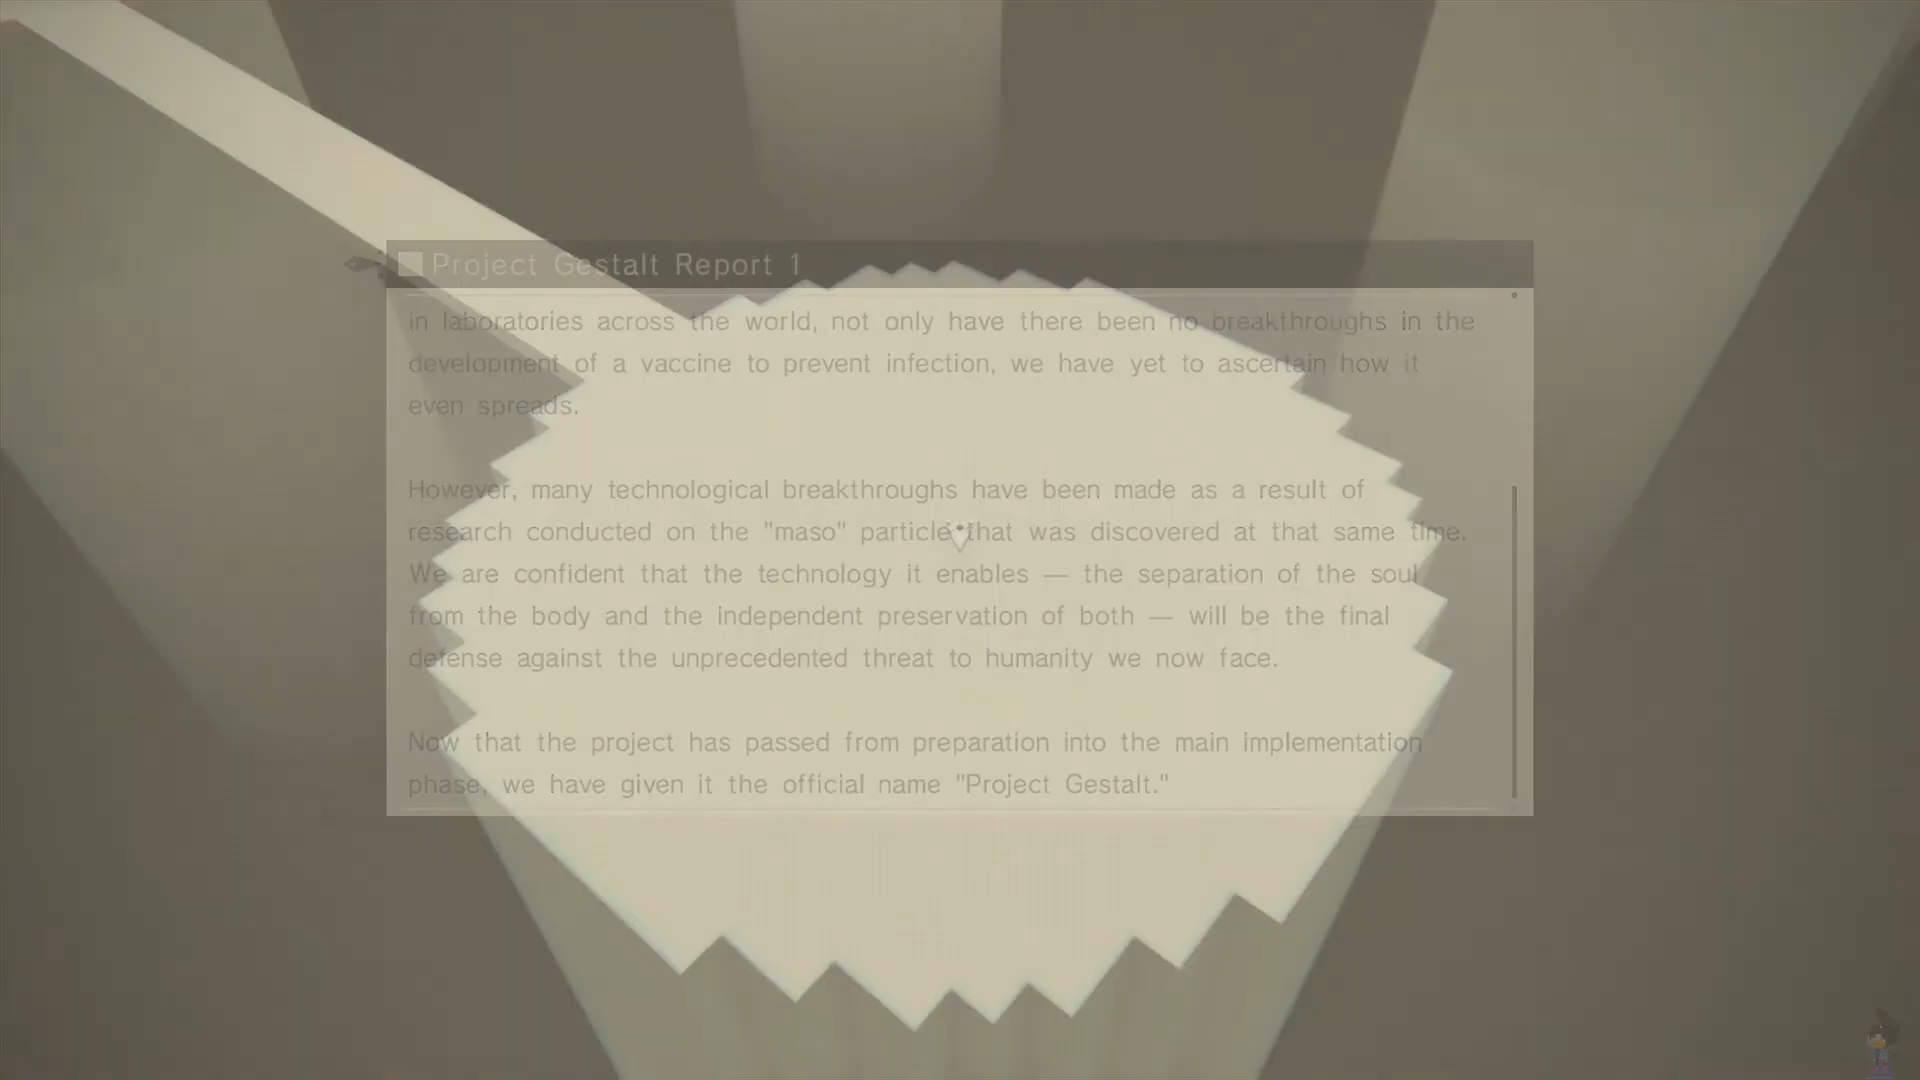 Project Gestalt Report 1
in laboratories across the world, not only have there been no breakthroughs in the
development of a vaccine to prevent infection, we have yet to ascertain how it
even spreads.
However, many technological breakthroughs have been made as a result of
research conducted on the "maso" particle that was discovered at that same time.
We are confident that the technology it enables — the separation of the soul
from the body and the independent preservation of both — will be the final
defense against the unprecedented threat to humanity we now face.
Now that the project has passed from preparation into the main implementation
phase, we have given it the official name "Project Gestalt."